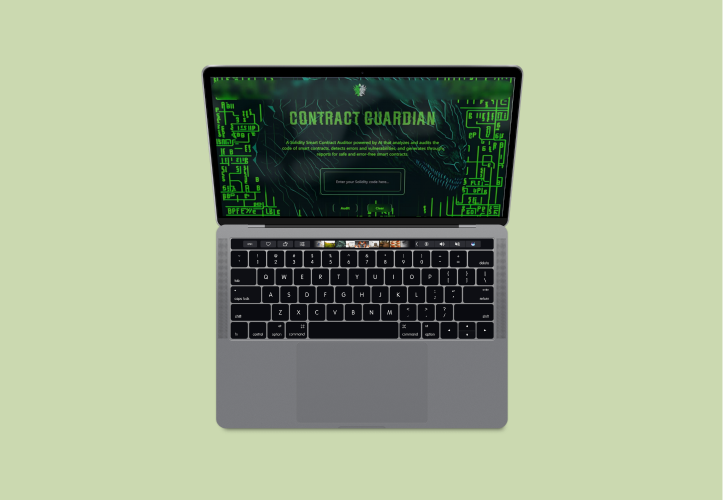 CONTRACT GUARDIAN
A Solidity Smart Contract Auditor powered by AI that analyzes and audits the
code of smart contracts, detects errors and vulnerabilities, and generates thorough
reports for safe and error-free smart contracts.
Enter your Solidity code here...
Audit Clear
! @ # $ % ^ & * ( )
1 2 3 4 5 6 7 8 9 0 delete
tab Q W E R T Y U I O P
caps lock A S D F G H J K L return
shift Z X C V B N M shift
fn control option command command option